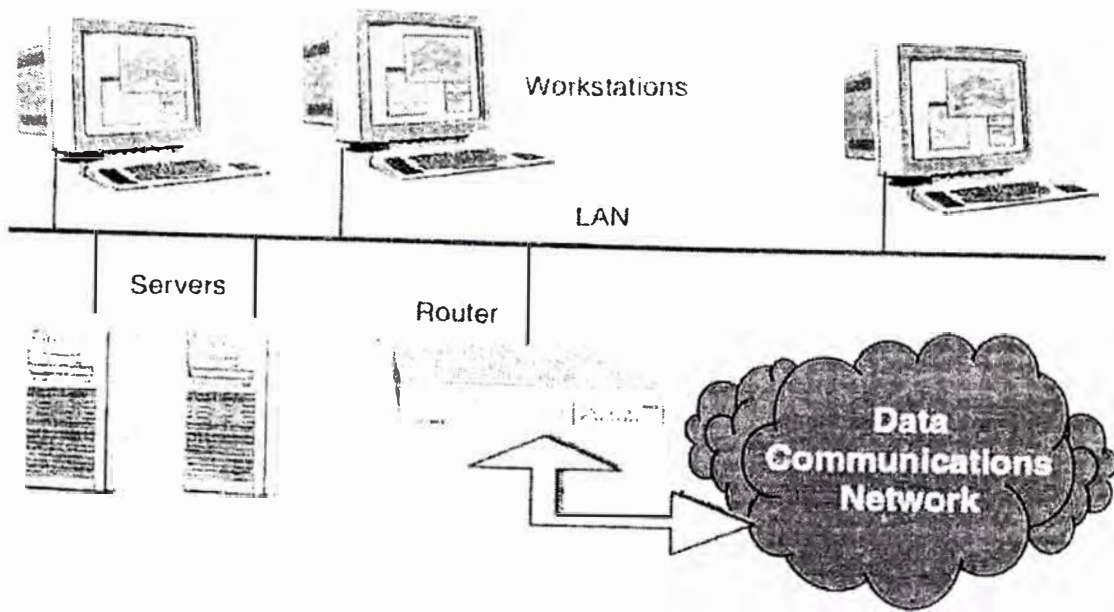 Workstations
LAN
Servers
Router
Data
Communications
Network